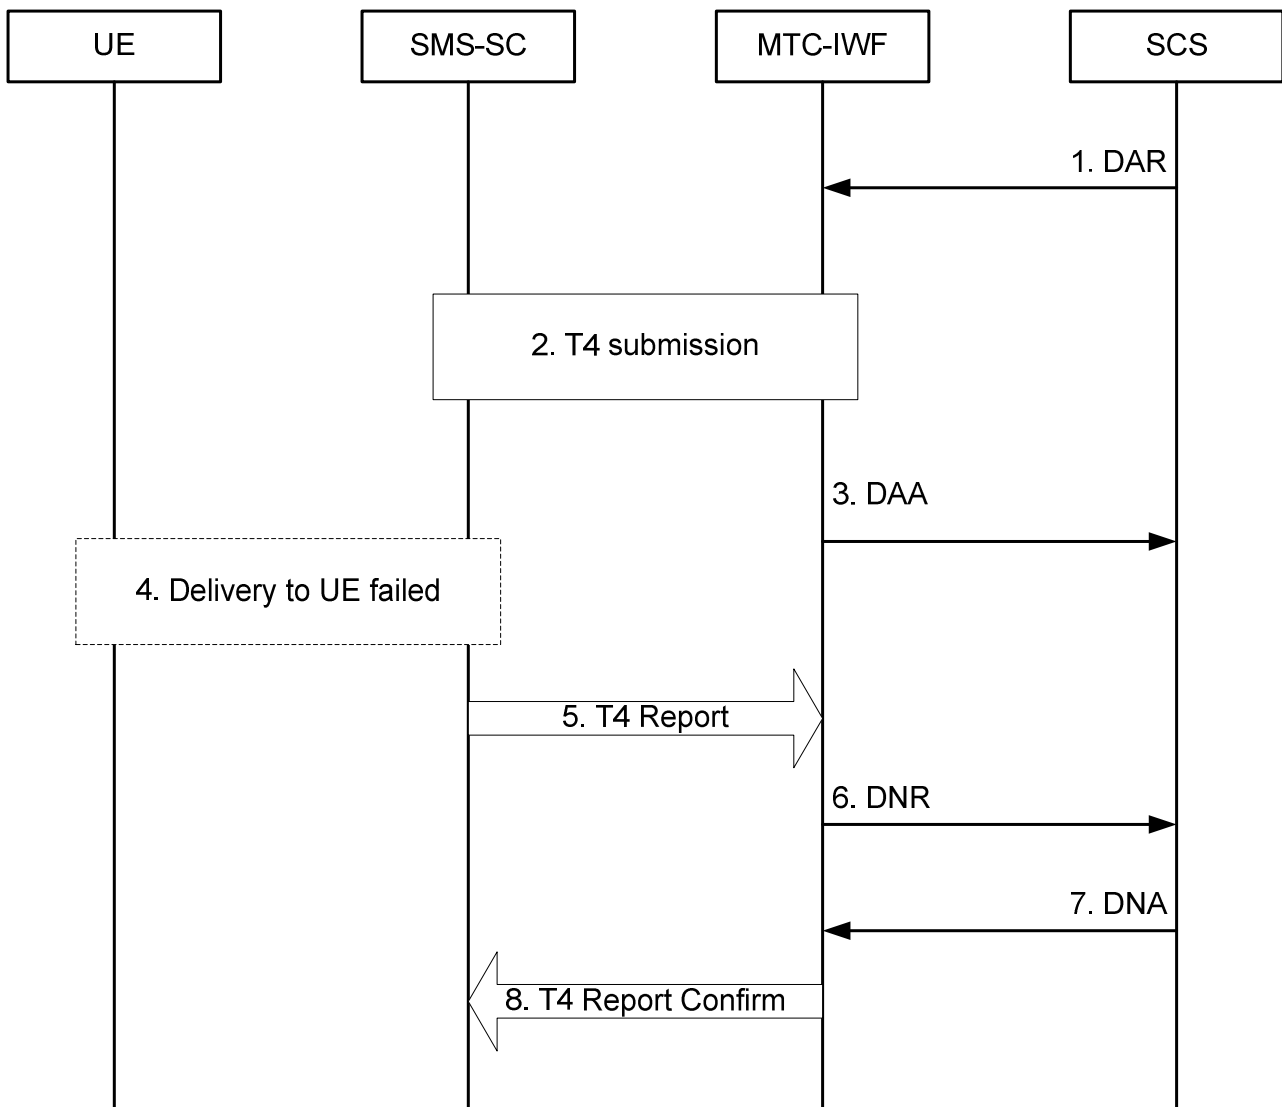 UE
SMS-SC
MTC-IWF
SCS
1. DAR
2. T4 submission
3. DAA
4. Delivery to UE failed
5. T4 Report
6. DNR
7. DNA
8. T4 Report Confirm